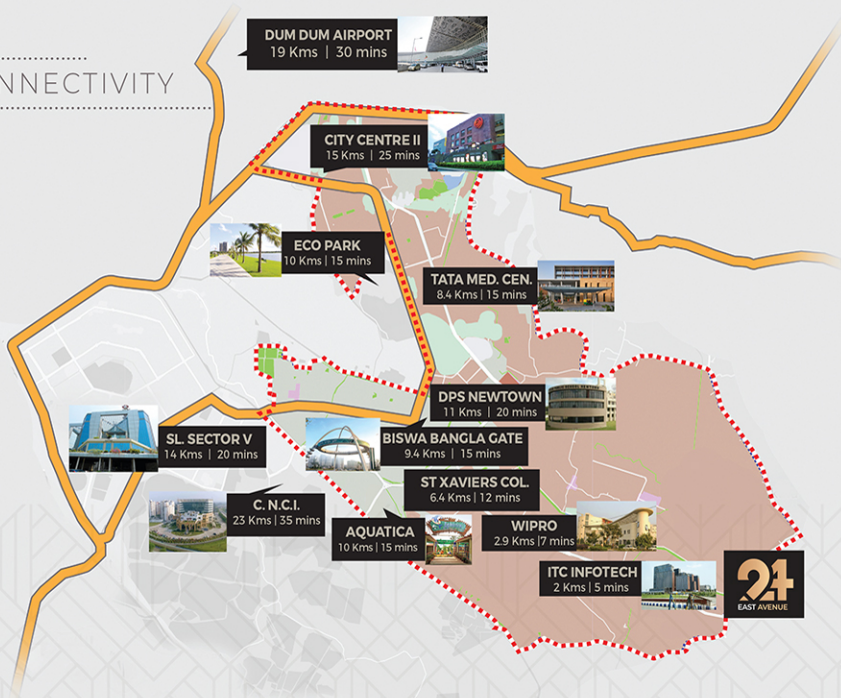 NNECTIVITY
DUM DUM AIRPORT
19 Kms | 30 mins
CITY CENTRE II
15 Kms | 25 mins
ECO PARK
10 Kms | 15 mins
TATA MED. CEN.
8.4 Kms | 15 mins
DPS NEWTOWN
11 Kms | 20 mins
SL. SECTOR V
14 Kms | 20 mins
BISWA BANGLA GATE
9.4 Kms | 15 mins
ST XAVIERS COL.
6.4 Kms | 12 mins
C. N.C.I.
23 Kms | 35 mins
AQUATICA
10 Kms | 15 mins
WIPRO
2.9 Kms |7 mins
ITC INFOTECH
2 Kms | 5 mins
24
EAST AVENUE